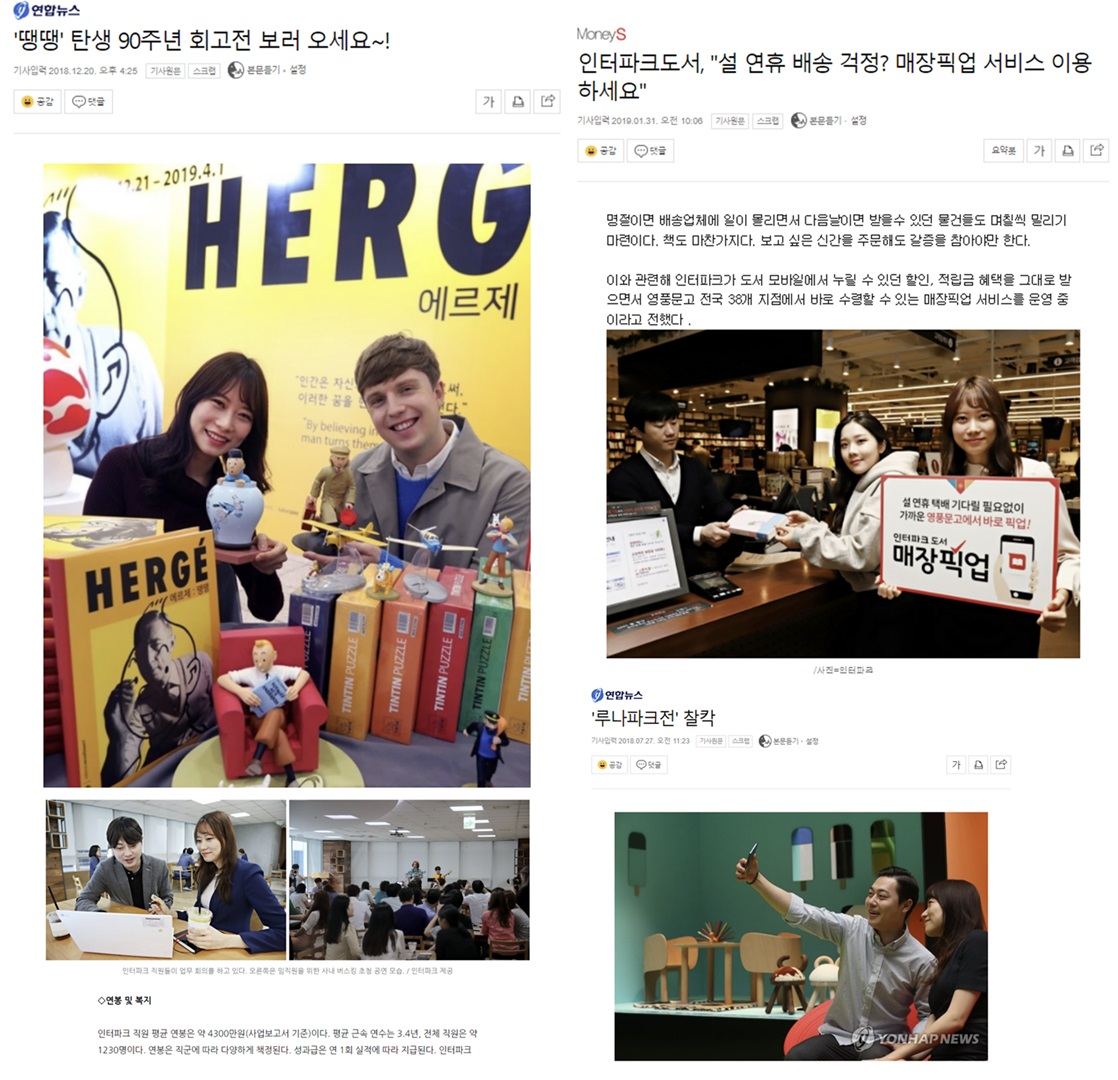 연합뉴스
'땡땡' 탄생 90주년 회고전 보러 오세요~!
기사입력 2018.12.20. 오후 4:25 기사원문 스크랩 본문듣기 · 설정
공감 댓글 가
12.21 – 2019.4.1
HERG
에르제
"인간은 자신
써,
이러한 꿈을
"By believing in
man turns them
HERGÉ
에르제 : 땡땡
TINTIN PUZZLE
TINTIN PUZZLE
TINTIN PUZZLE
TINTIN PUZZLE
인터파크 직원들이 업무 회의를 하고 있다. 오른쪽은 임직원을 위한 사내 버스킹 초청 공연 모습. / 인터파크 제공
◇연봉 및 복지
인터파크 직원 평균 연봉은 약 4300만원(사업보고서 기준)이다. 평균 근속 연수는 3.4년, 전체 직원은 약
1230명이다. 연봉은 직군에 따라 다양하게 책정된다. 성과급은 연 1회 실적에 따라 지급된다. 인터파크
MoneyS
인터파크도서, "설 연휴 배송 걱정? 매장픽업 서비스 이용
하세요"
기사입력 2019.01.31. 오전 10:06 기사원문 스크랩 본문듣기 · 설정
공감 댓글 요약봇 가
명절이면 배송업체에 일이 몰리면서 다음날이면 받을수 있던 물건들도 며칠씩 밀리기
마련이다. 책도 마찬가지다. 보고 싶은 신간을 주문해도 갈증을 참아야만 한다.
이와 관련해 인터파크가 도서 모바일에서 누릴 수 있던 할인, 적립금 혜택을 그대로 받
으면서 영풍문고 전국 38개 지점에서 바로 수령할 수 있는 매장픽업 서비스를 운영 중
이라고 전했다 .
설 연휴 택배 기다릴 필요없이
가까운 영풍문고에서 바로 픽업!
인터파크 도서
매장픽업
/사진=인터파크
연합뉴스
'루나파크전' 찰칵
기사입력 2018.07.27. 오전 11:23 기사원문 스크랩 본문듣기 · 설정
공감 댓글 가
YONHAP NEWS